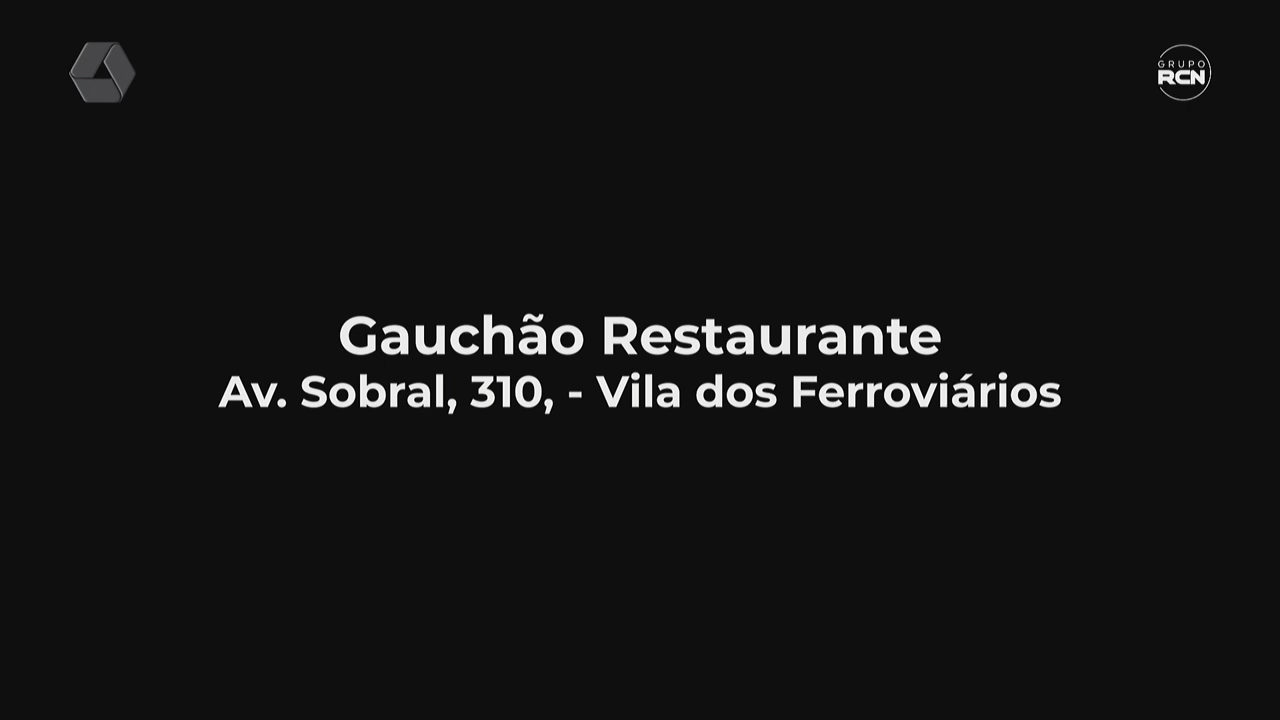 GRUPO
RCN
Gauchão Restaurante
Av. Sobral, 310, - Vila dos Ferroviários